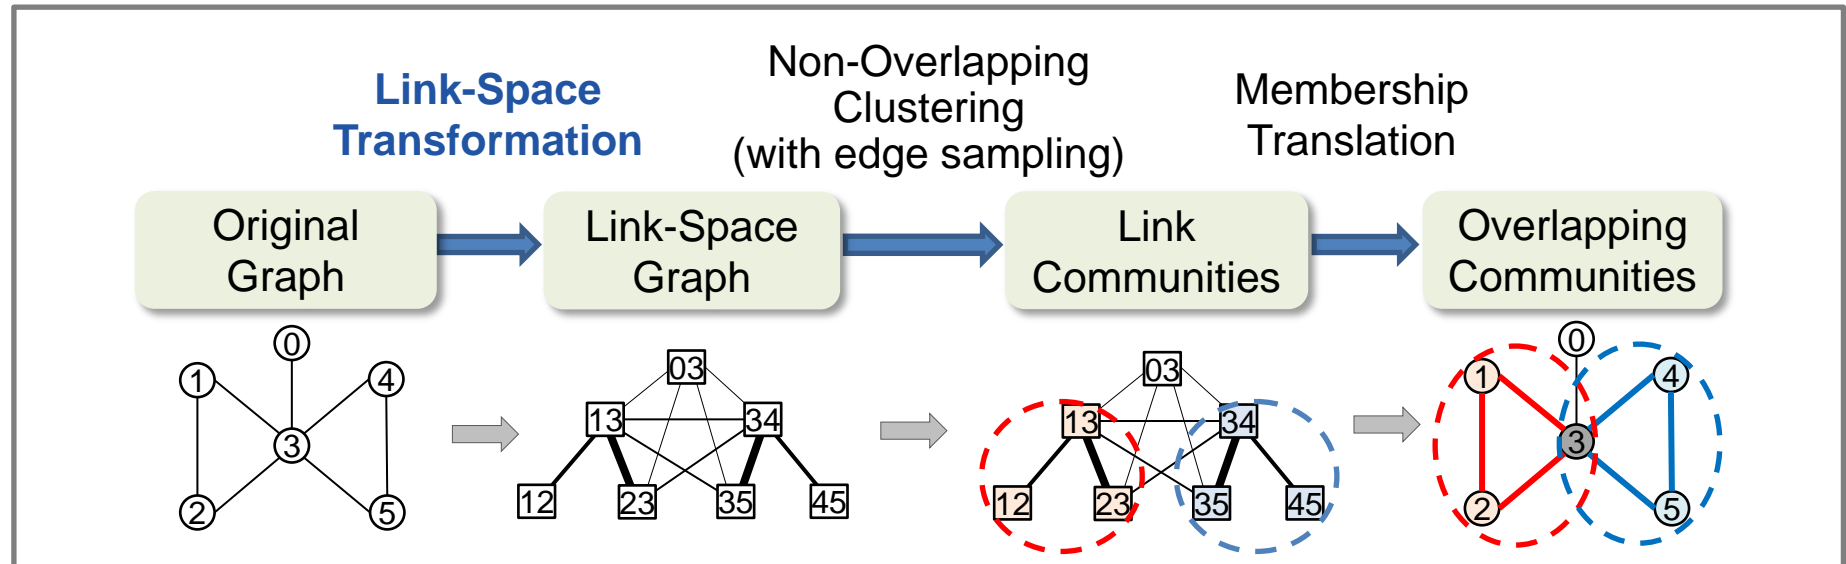 Link-Space
Transformation
Non-Overlapping
Clustering
(with edge sampling)
Membership
Translation
Original
Graph
Link-Space
Graph
Link
Communities
Overlapping
Communities
0
1
4
3
2
5
03
13
34
12
23
35
45
03
13
34
12
23
35
45
0
1
4
3
2
5